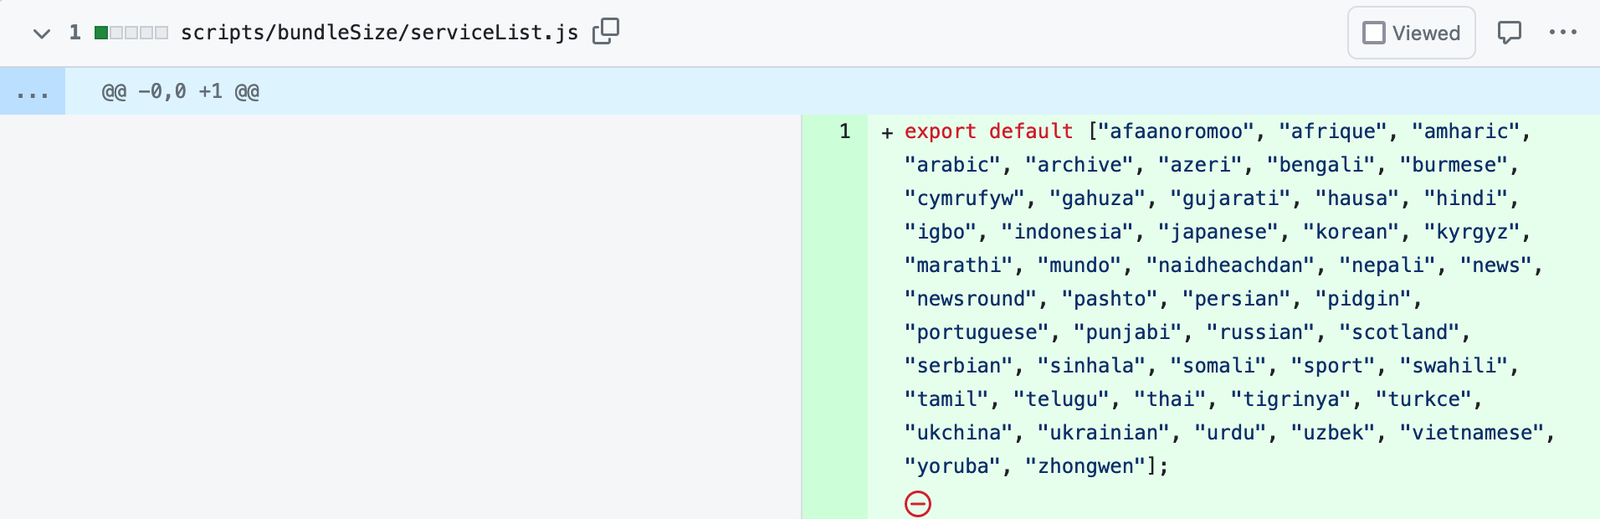 1 scripts/bundleSize/serviceList.js Viewed ...
... @@ -0,0 +1 @@
1 + export default ["afaanoromoo", "afrique", "amharic",
"arabic", "archive", "azeri", "bengali", "burmese",
"cymrufyw", "gahuza", "gujarati", "hausa", "hindi",
"igbo", "indonesia", "japanese", "korean", "kyrgyz",
"marathi", "mundo", "naidheachdan", "nepali", "news",
"newsround", "pashto", "persian", "pidgin",
"portuguese", "punjabi", "russian", "scotland",
"serbian", "sinhala", "somali", "sport", "swahili",
"tamil", "telugu", "thai", "tigrinya", "turkce",
"ukchina", "ukrainian", "urdu", "uzbek", "vietnamese",
"yoruba", "zhongwen"];